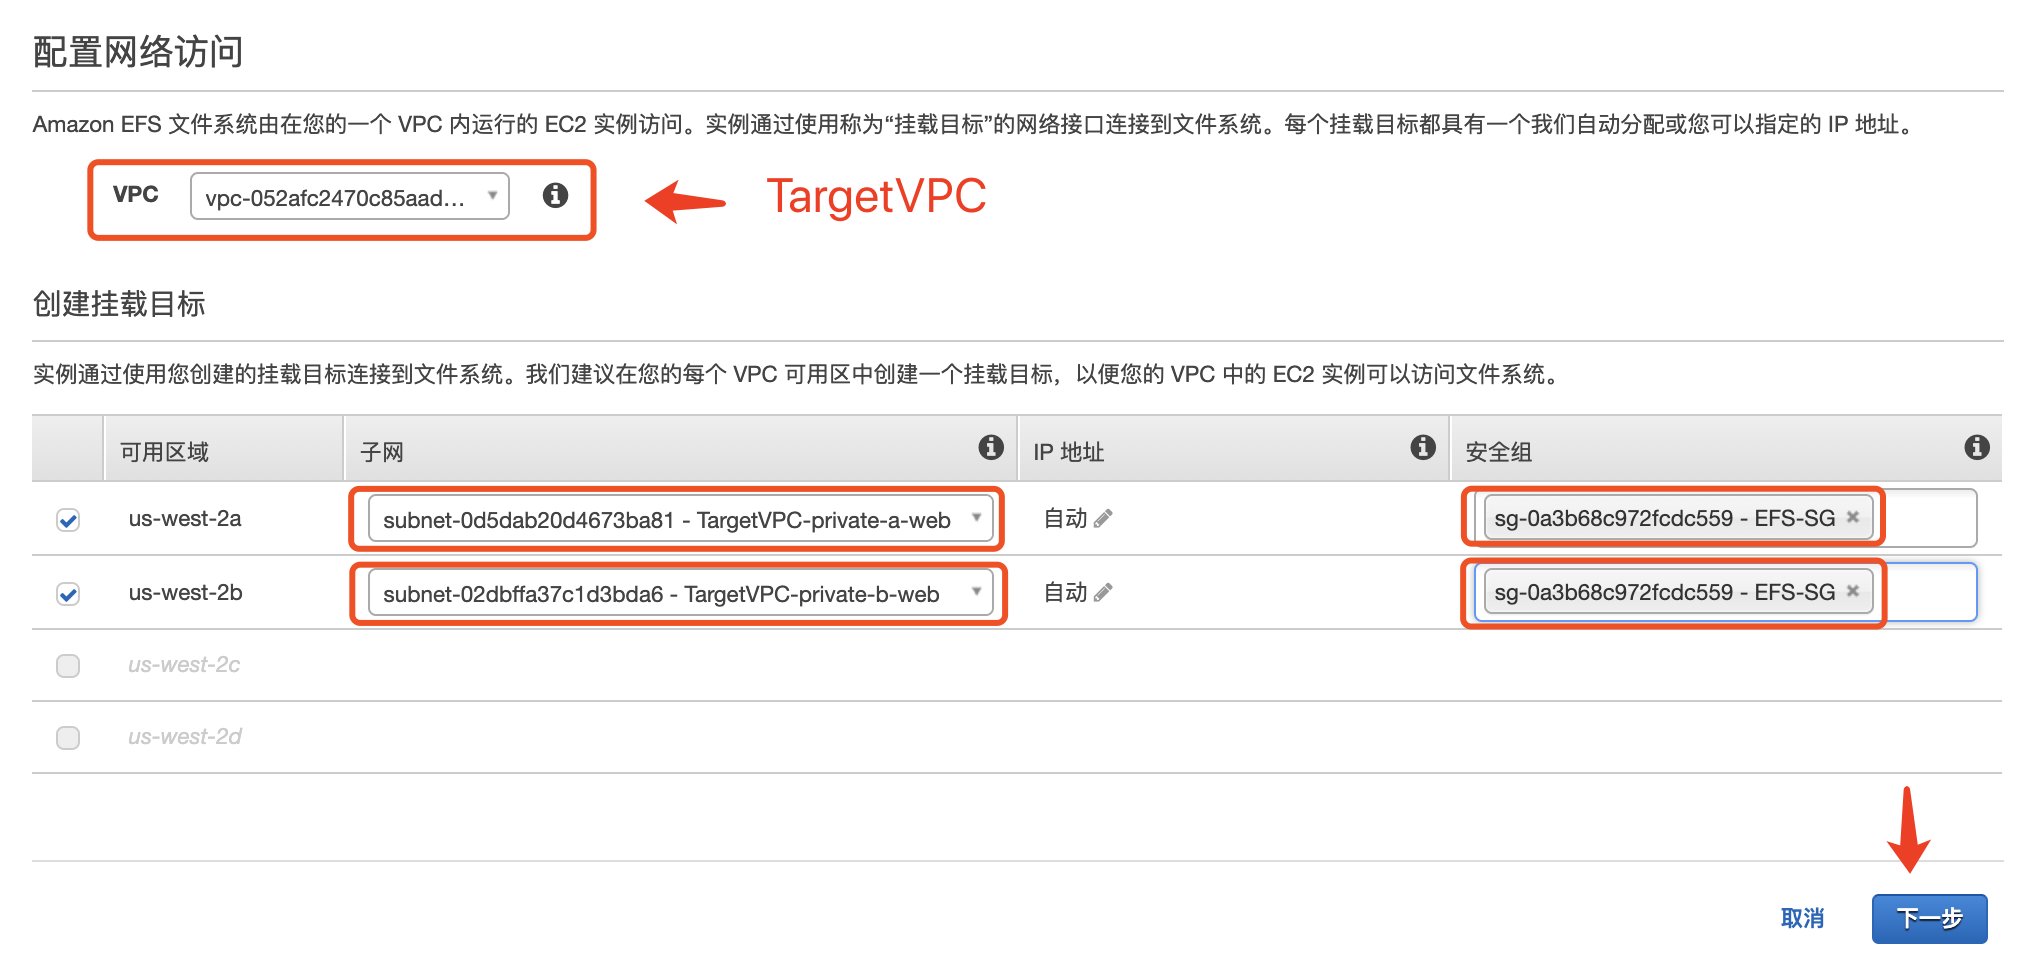 配置网络访问
Amazon EFS 文件系统由在您的一个 VPC 内运行的 EC2 实例访问。实例通过使用称为“挂载目标”的网络接口连接到文件系统。每个挂载目标都具有一个我们自动分配或您可以指定的 IP 地址。
VPC vpc-052afc2470c85aad... TargetVPC
创建挂载目标
实例通过使用您创建的挂载目标连接到文件系统。我们建议在您的每个 VPC 可用区中创建一个挂载目标，以便您的 VPC 中的 EC2 实例可以访问文件系统。
可用区域 子网 IP 地址 安全组
us-west-2a subnet-0d5dab20d4673ba81 - TargetVPC-private-a-web 自动 sg-0a3b68c972fcdc559 - EFS-SG
us-west-2b subnet-02dbffa37c1d3bda6 - TargetVPC-private-b-web 自动 sg-0a3b68c972fcdc559 - EFS-SG
us-west-2c
us-west-2d
取消 下一步